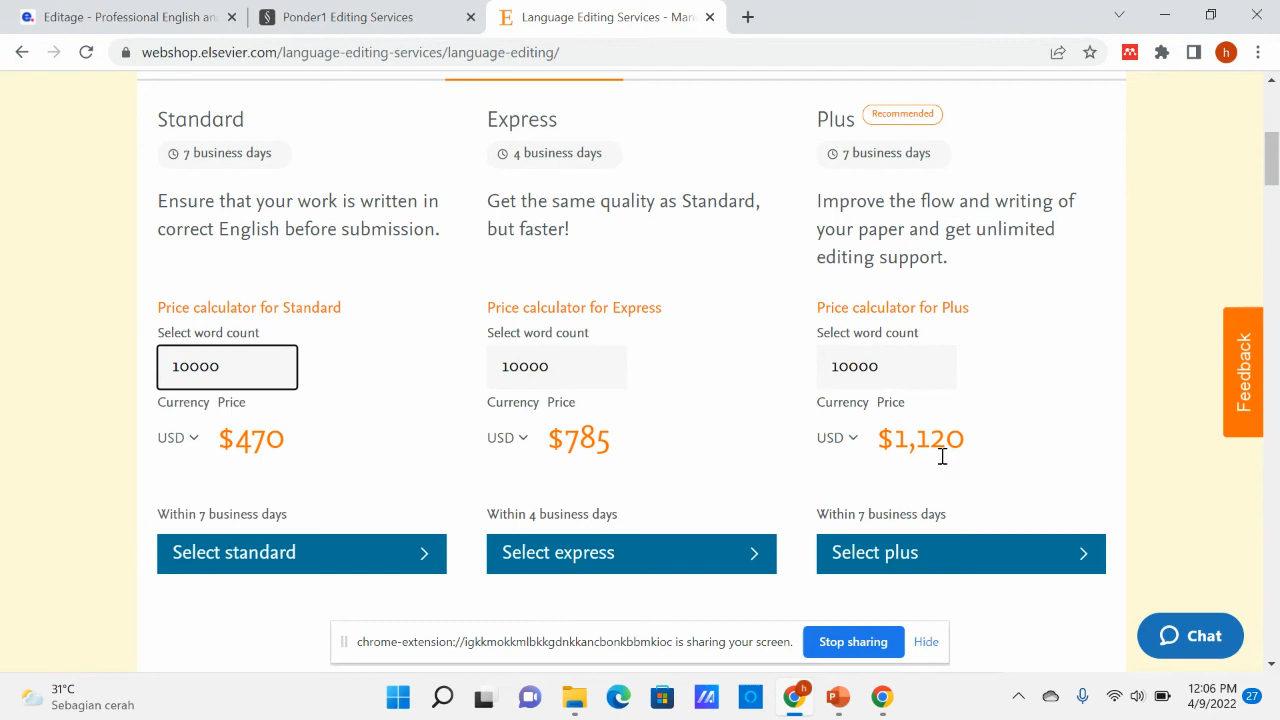 Editage - Professional English an
Ponder1 Editing Services
Language Editing Services - Man
webshop.elsevier.com/language-editing-services/language-editing/
h
Standard
7 business days
Ensure that your work is written in
correct English before submission.
Price calculator for Standard
Select word count
10000
Currency Price
USD $470
Within 7 business days
Select standard
Express
4 business days
Get the same quality as Standard,
but faster!
Price calculator for Express
Select word count
10000
Currency Price
USD $785
Within 4 business days
Select express
Plus Recommended
7 business days
Improve the flow and writing of
your paper and get unlimited
editing support.
Price calculator for Plus
Select word count
10000
Currency Price
USD $1,120
Within 7 business days
Select plus
Feedback
Chat
chrome-extension://igkkmokkmlbkkgdnkkancbonkbbmkioc is sharing your screen. Stop sharing Hide
31°C
Sebagian cerah
12:06 PM
4/9/2022
27